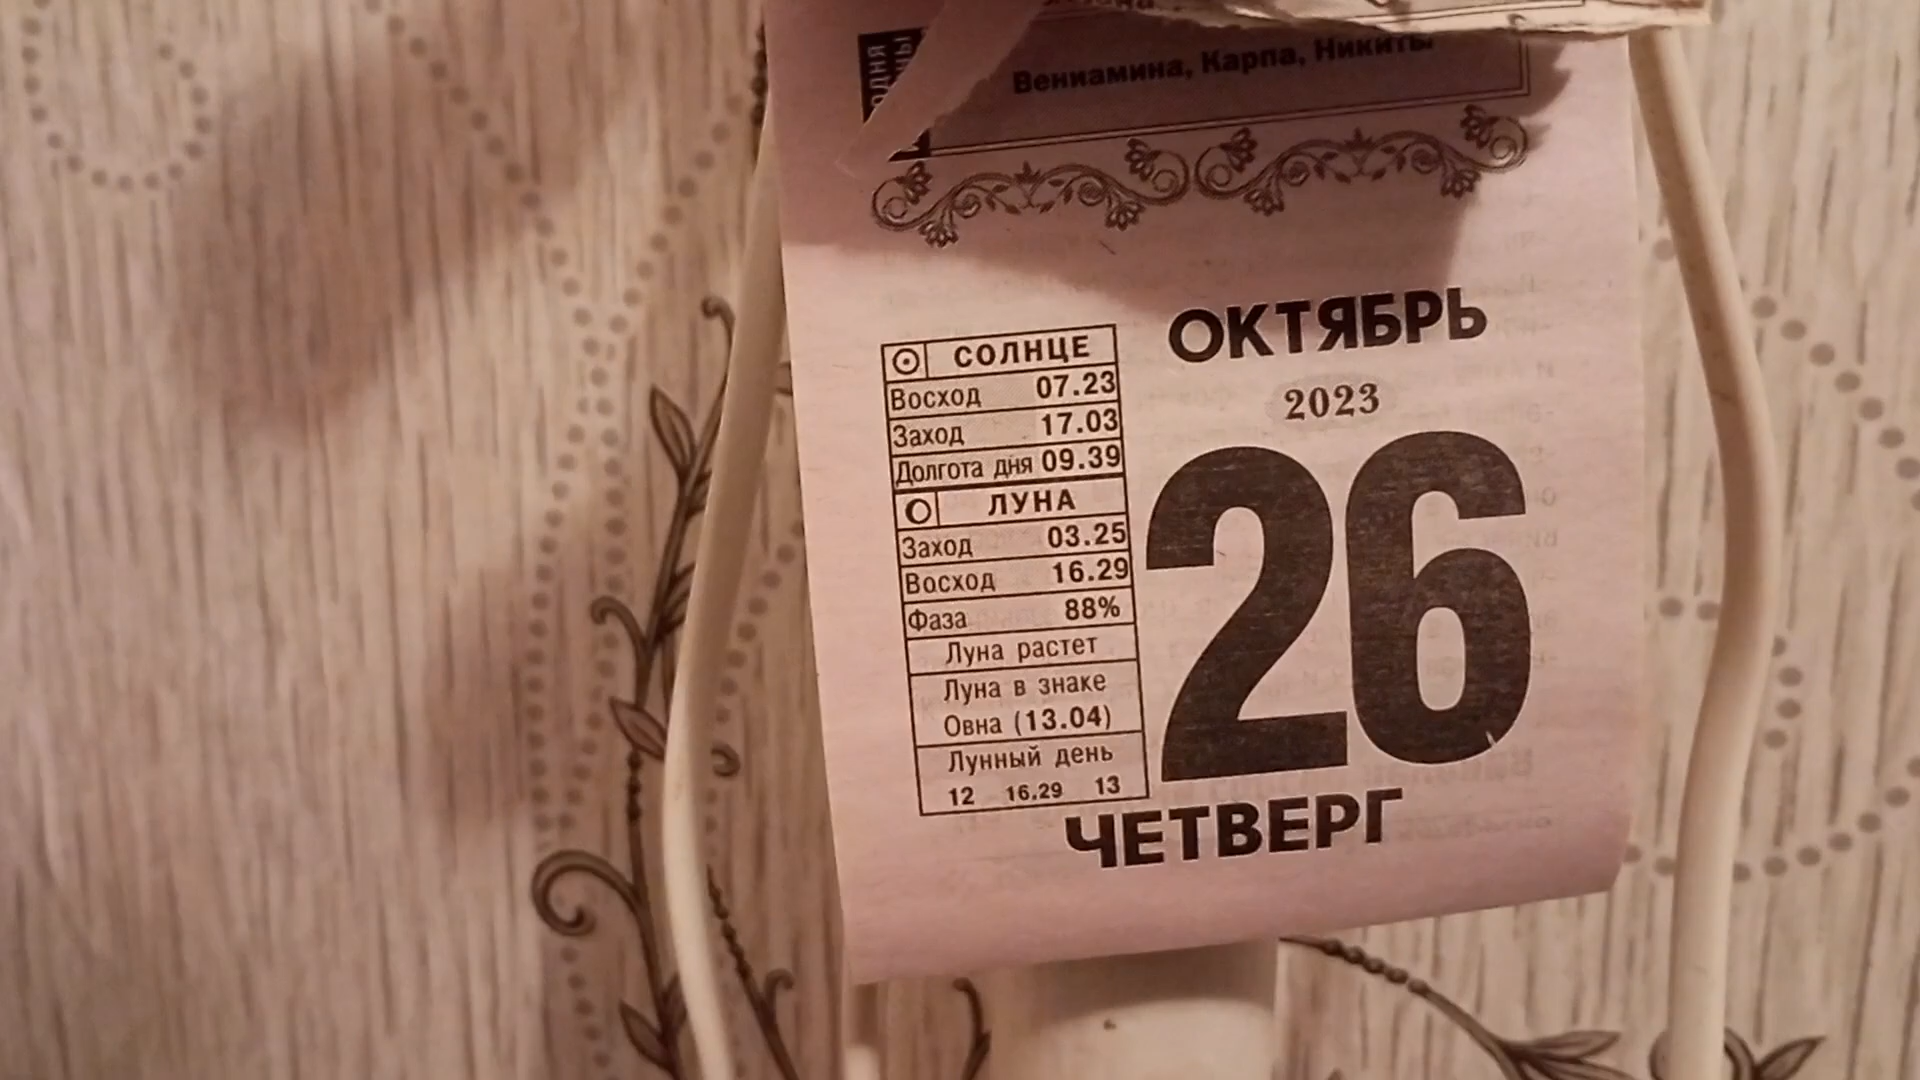 Вениамина, Карпа, Никиты
ОКТЯБРЬ
2023
26
ЧЕТВЕРГ
СОЛНЦЕ
Восход 07.23
Заход 17.03
Долгота дня 09.39
ЛУНА
Заход 03.25
Восход 16.29
Фаза 88%
Луна растет
Луна в знаке
Овна (13.04)
Лунный день
12 16.29 13